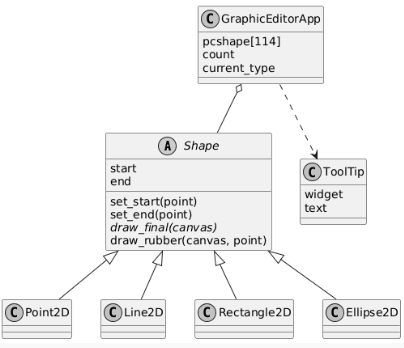 C GraphicEditorApp
pcshape[114]
count
current_type
A Shape
start
end
set_start(point)
set_end(point)
draw_final(canvas)
draw_rubber(canvas, point)
C ToolTip
widget
text
C Point2D
C Line2D
C Rectangle2D
C Ellipse2D